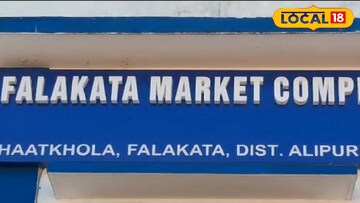 LOCAL 18
FALAKATA MARKET COMP
HAATKHOLA, FALAKATA, DIST. ALIPUR